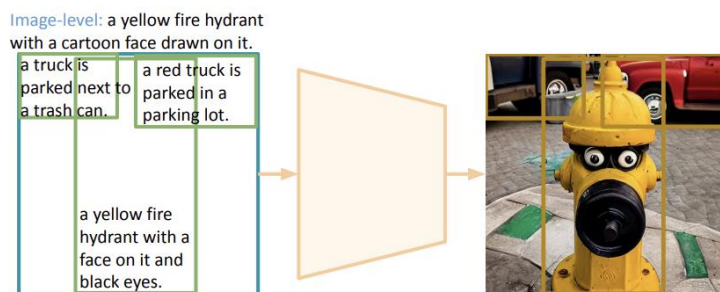 Image-level: a yellow fire hydrant
with a cartoon face drawn on it.
a truck is
parked next to
a trash can.
a red truck is
parked in a
parking lot.
a yellow fire
hydrant with a
face on it and
black eyes.